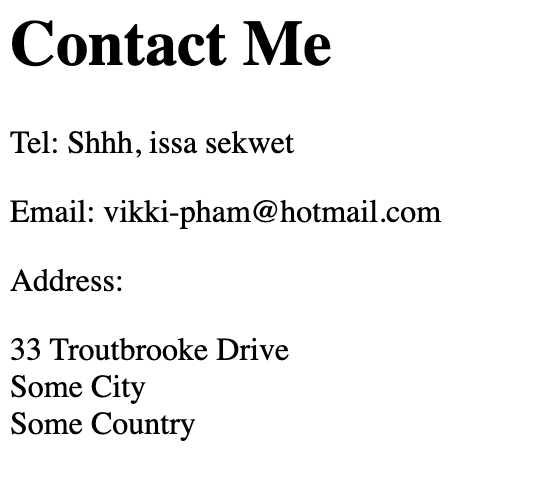 Contact Me
Tel: Shhh, issa sekwet
Email: vikki-pham@hotmail.com
Address:
33 Troutbrooke Drive
Some City
Some Country